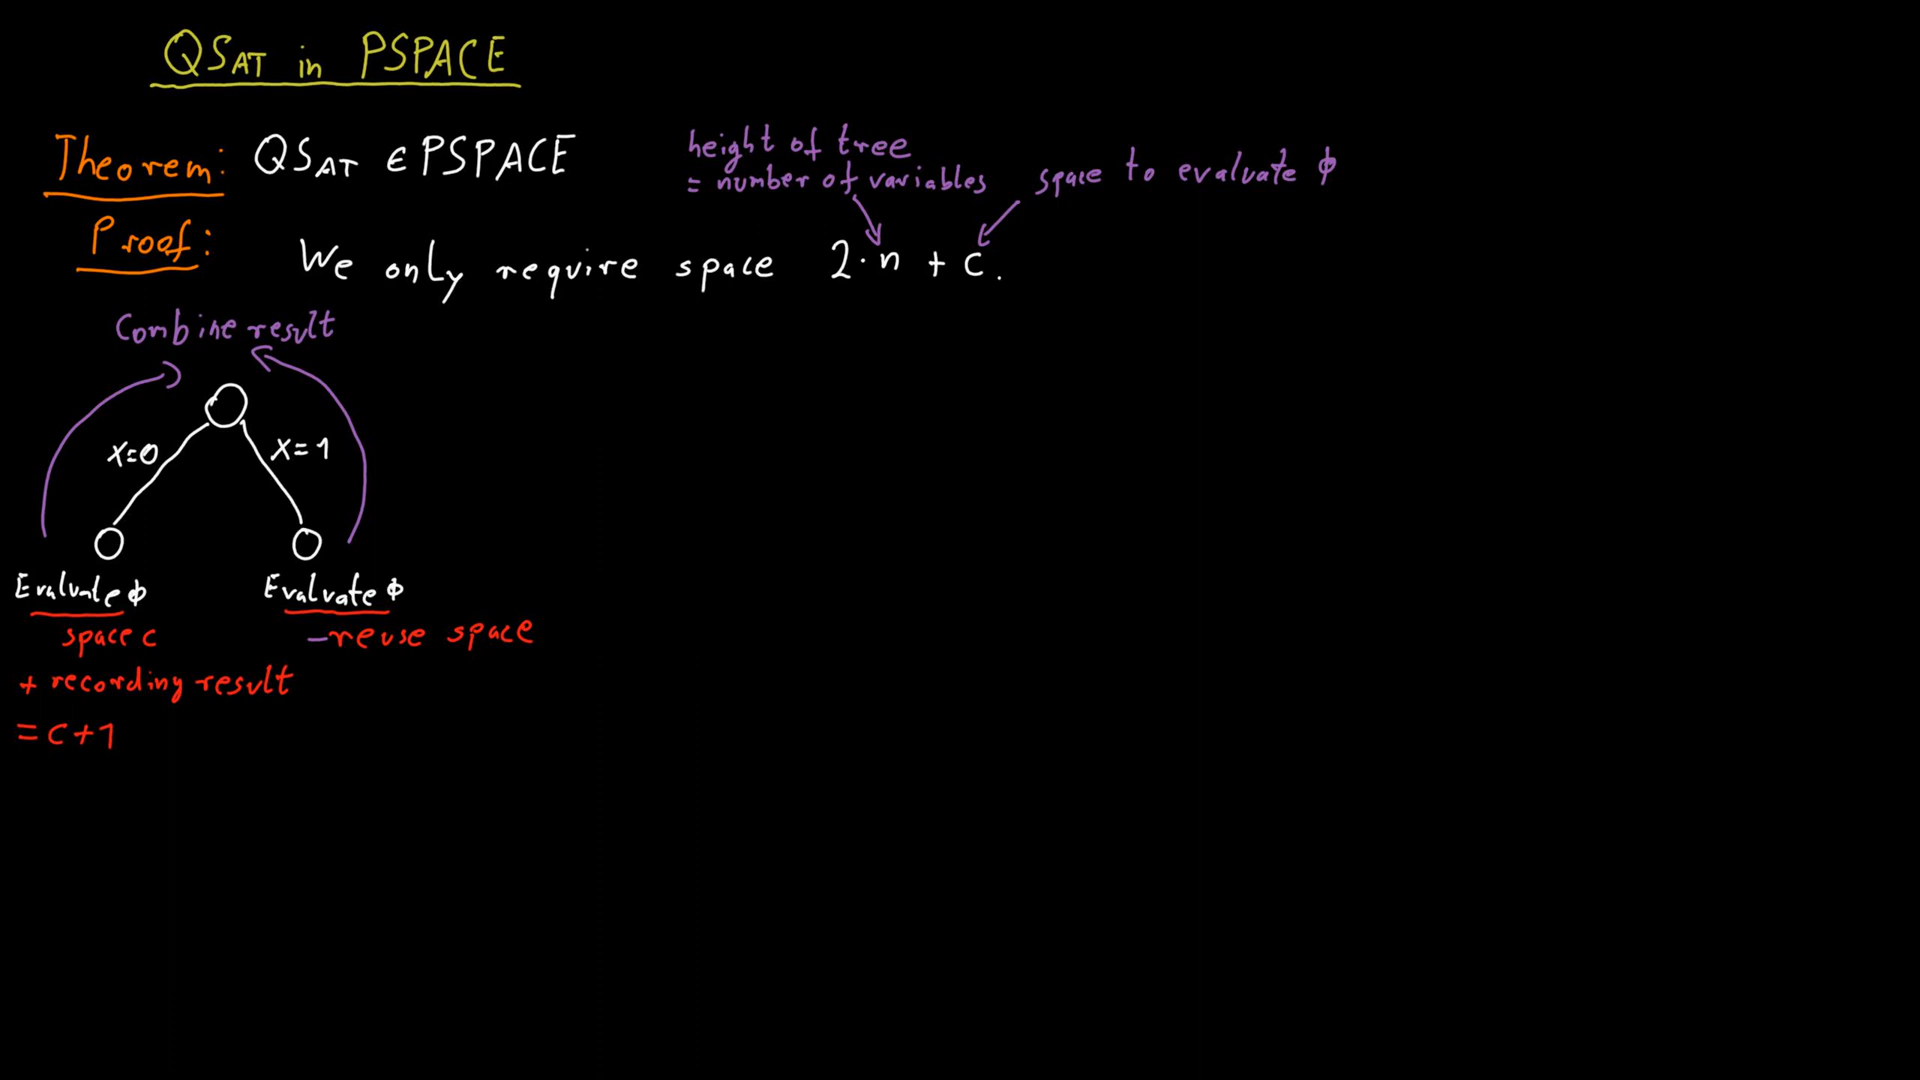 QSAT in PSPACE
Theorem: QSAT ∈ PSPACE
height of tree
= number of variables
space to evaluate ϕ
Proof: We only require space 2·n + c.
Combine result
x=0 x=1
Evaluate ϕ Evaluate ϕ
space c – reuse space
+ recording result
= c+1